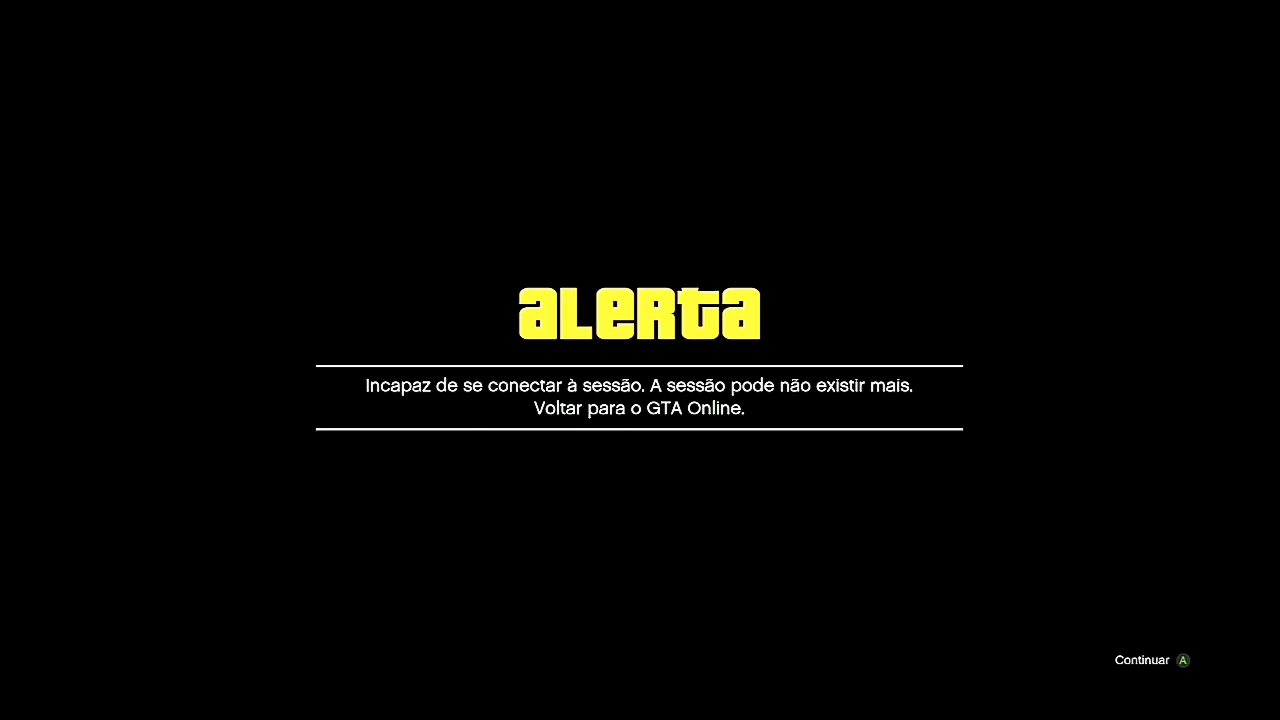 ALERTA
Incapaz de se conectar à sessão. A sessão pode não existir mais.
Voltar para o GTA Online.
Continuar A